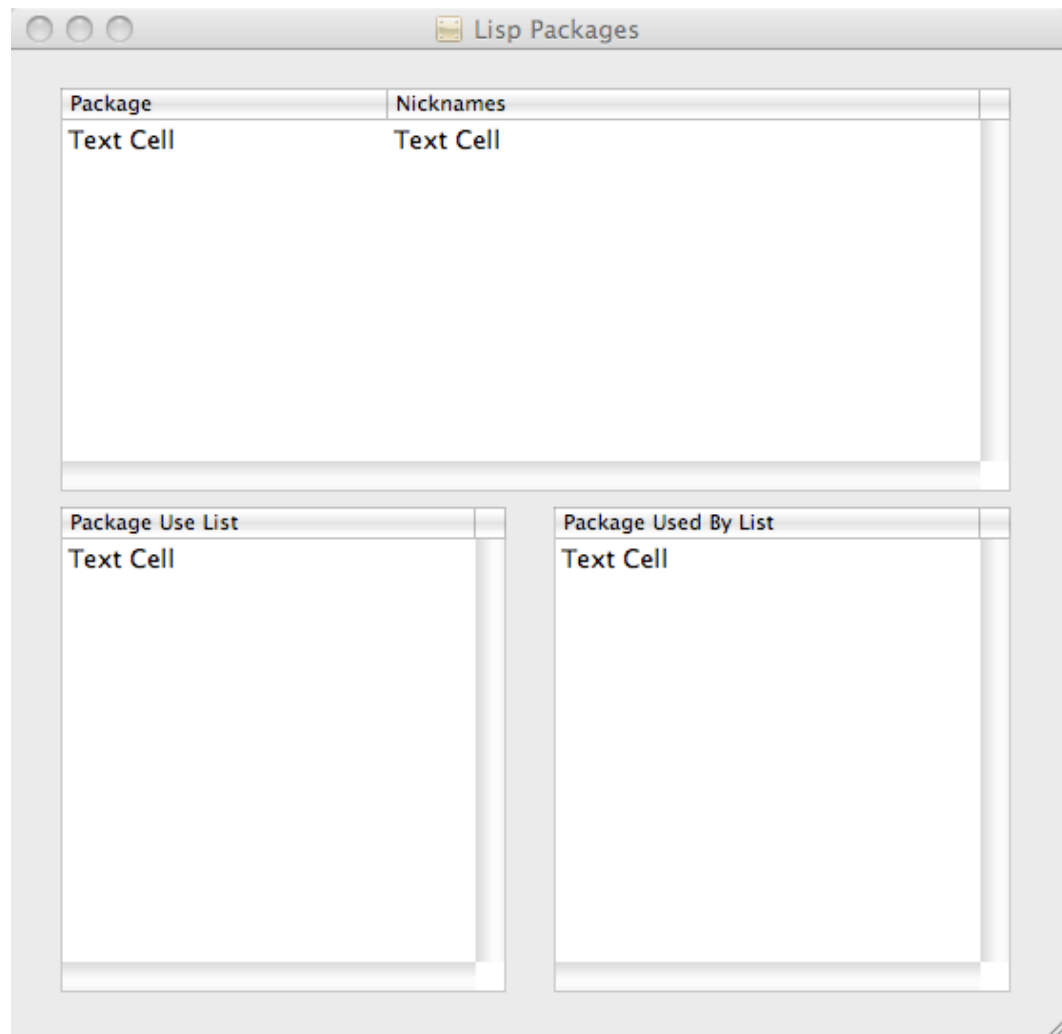 Lisp Packages
Package Nicknames
Text Cell Text Cell
Package Use List Package Used By List
Text Cell Text Cell